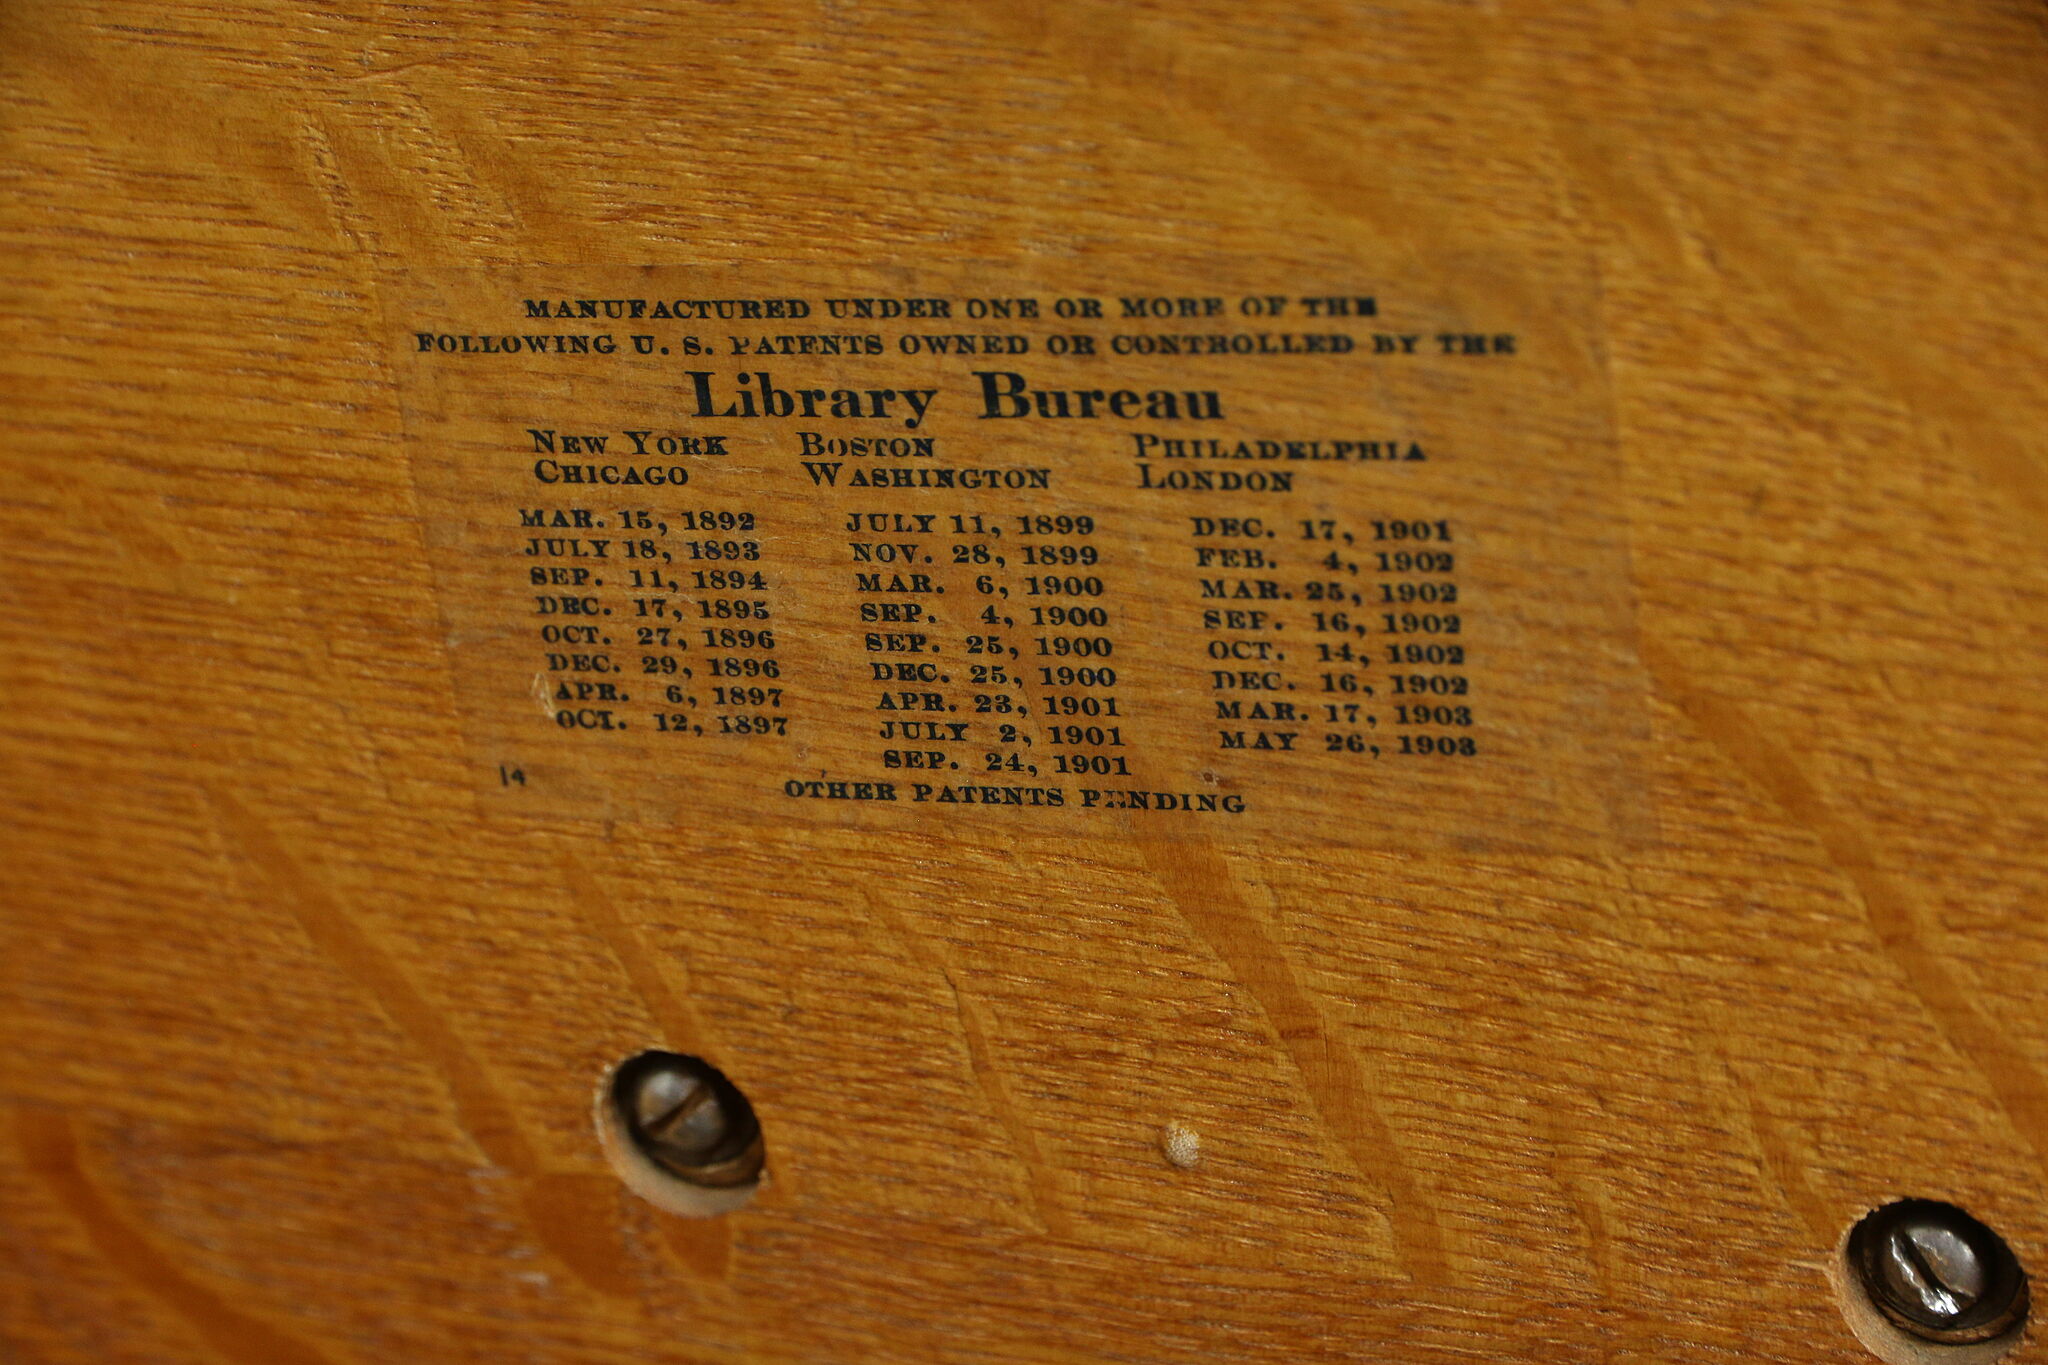 MANUFACTURED UNDER ONE OR MORE OF THE
FOLLOWING U. S. PATENTS OWNED OR CONTROLLED BY THE
Library Bureau
NEW YORK BOSTON PHILADELPHIA
CHICAGO WASHINGTON LONDON
MAR. 15, 1892 JULY 11, 1899 DEC. 17, 1901
JULY 18, 1893 NOV. 28, 1899 FEB. 4, 1902
SEP. 11, 1894 MAR. 6, 1900 MAR. 25, 1902
DEC. 17, 1895 SEP. 4, 1900 SEP. 16, 1902
OCT. 27, 1896 SEP. 25, 1900 OCT. 14, 1902
DEC. 29, 1896 DEC. 25, 1900 DEC. 16, 1902
APR. 6, 1897 APR. 23, 1901 MAR. 17, 1903
OCT. 12, 1897 JULY 2, 1901 MAY 26, 1903
SEP. 24, 1901
14 OTHER PATENTS PENDING